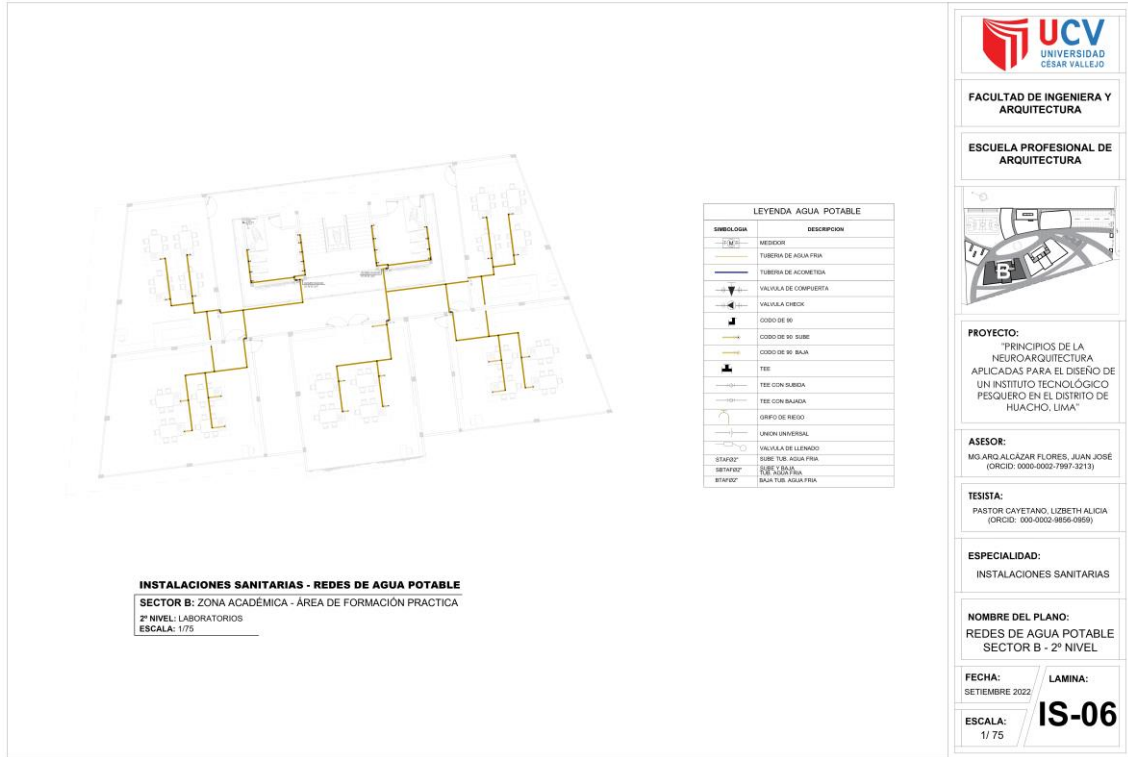 UCV
UNIVERSIDAD
CÉSAR VALLEJO
FACULTAD DE INGENIERA Y
ARQUITECTURA
ESCUELA PROFESIONAL DE
ARQUITECTURA
B
PROYECTO:
"PRINCIPIOS DE LA
NEUROARQUITECTURA
APLICADAS PARA EL DISEÑO DE
UN INSTITUTO TECNOLÓGICO
PESQUERO EN EL DISTRITO DE
HUACHO, LIMA"
ASESOR:
MG.ARQ.ALCÁZAR FLORES, JUAN JOSÉ
(ORCID: 0000-0002-7997-3213)
TESISTA:
PASTOR CAYETANO, LIZBETH ALICIA
(ORCID: 000-0002-9856-0959)
ESPECIALIDAD:
INSTALACIONES SANITARIAS
NOMBRE DEL PLANO:
REDES DE AGUA POTABLE
SECTOR B - 2º NIVEL
FECHA:
SETIEMBRE 2022
LAMINA:
IS-06
ESCALA:
1/ 75
LEYENDA AGUA POTABLE
SIMBOLOGIA DESCRIPCION
M MEDIDOR
TUBERIA DE AGUA FRIA
TUBERIA DE ACOMETIDA
VALVULA DE COMPUERTA
VALVULA CHECK
CODO DE 90
CODO DE 90 SUBE
CODO DE 90 BAJA
TEE
TEE CON SUBIDA
TEE CON BAJADA
GRIFO DE RIEGO
UNION UNIVERSAL
VALVULA DE LLENADO
STAFØ2" SUBE TUB. AGUA FRIA
SBTAFØ2" SUBE Y BAJA
TUB. AGUA FRIA
BTAFØ2" BAJA TUB. AGUA FRIA
INSTALACIONES SANITARIAS - REDES DE AGUA POTABLE
SECTOR B: ZONA ACADÉMICA - ÁREA DE FORMACIÓN PRACTICA
2º NIVEL: LABORATORIOS
ESCALA: 1/75